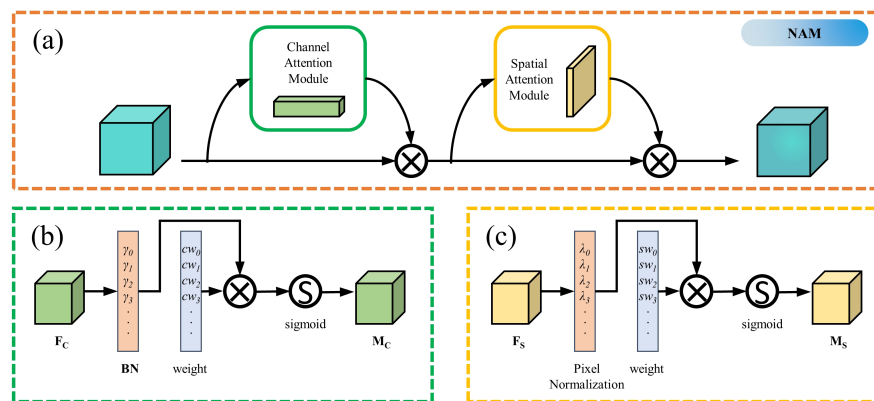 (a)
Channel
Attention
Module
Spatial
Attention
Module
NAM
(b)
γ0
γ1
γ2
γ3
.
.
.
cw0
cw1
cw2
cw3
.
.
.
S
sigmoid
FC
BN
weight
MC
(c)
λ0
λ1
λ2
λ3
.
.
.
sw0
sw1
sw2
sw3
.
.
.
S
sigmoid
FS
Pixel
Normalization
weight
MS